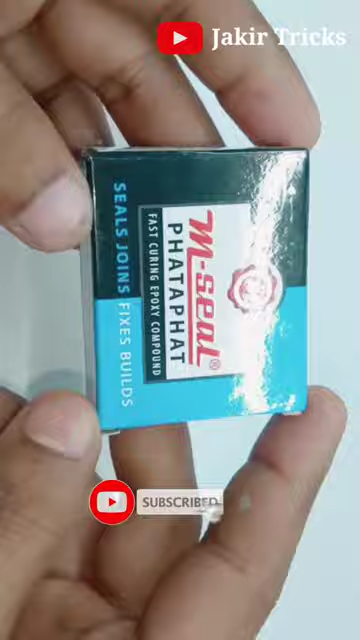 Jakir Tricks
m-seal®
PHATAPHAT
FAST CURING EPOXY COMPOUND
SEALS JOINS FIXES BUILDS
SUBSCRIBED